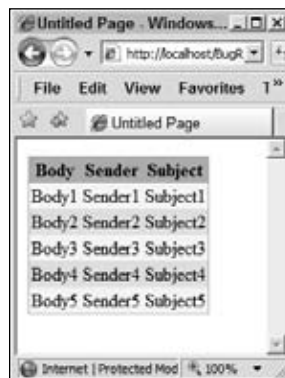 Untitled Page - Windows...
http://localhost/BugR
File Edit View Favorites T »
Untitled Page
Body Sender Subject
Body1 Sender1 Subject1
Body2 Sender2 Subject2
Body3 Sender3 Subject3
Body4 Sender4 Subject4
Body5 Sender5 Subject5
Internet | Protected Mod 100%